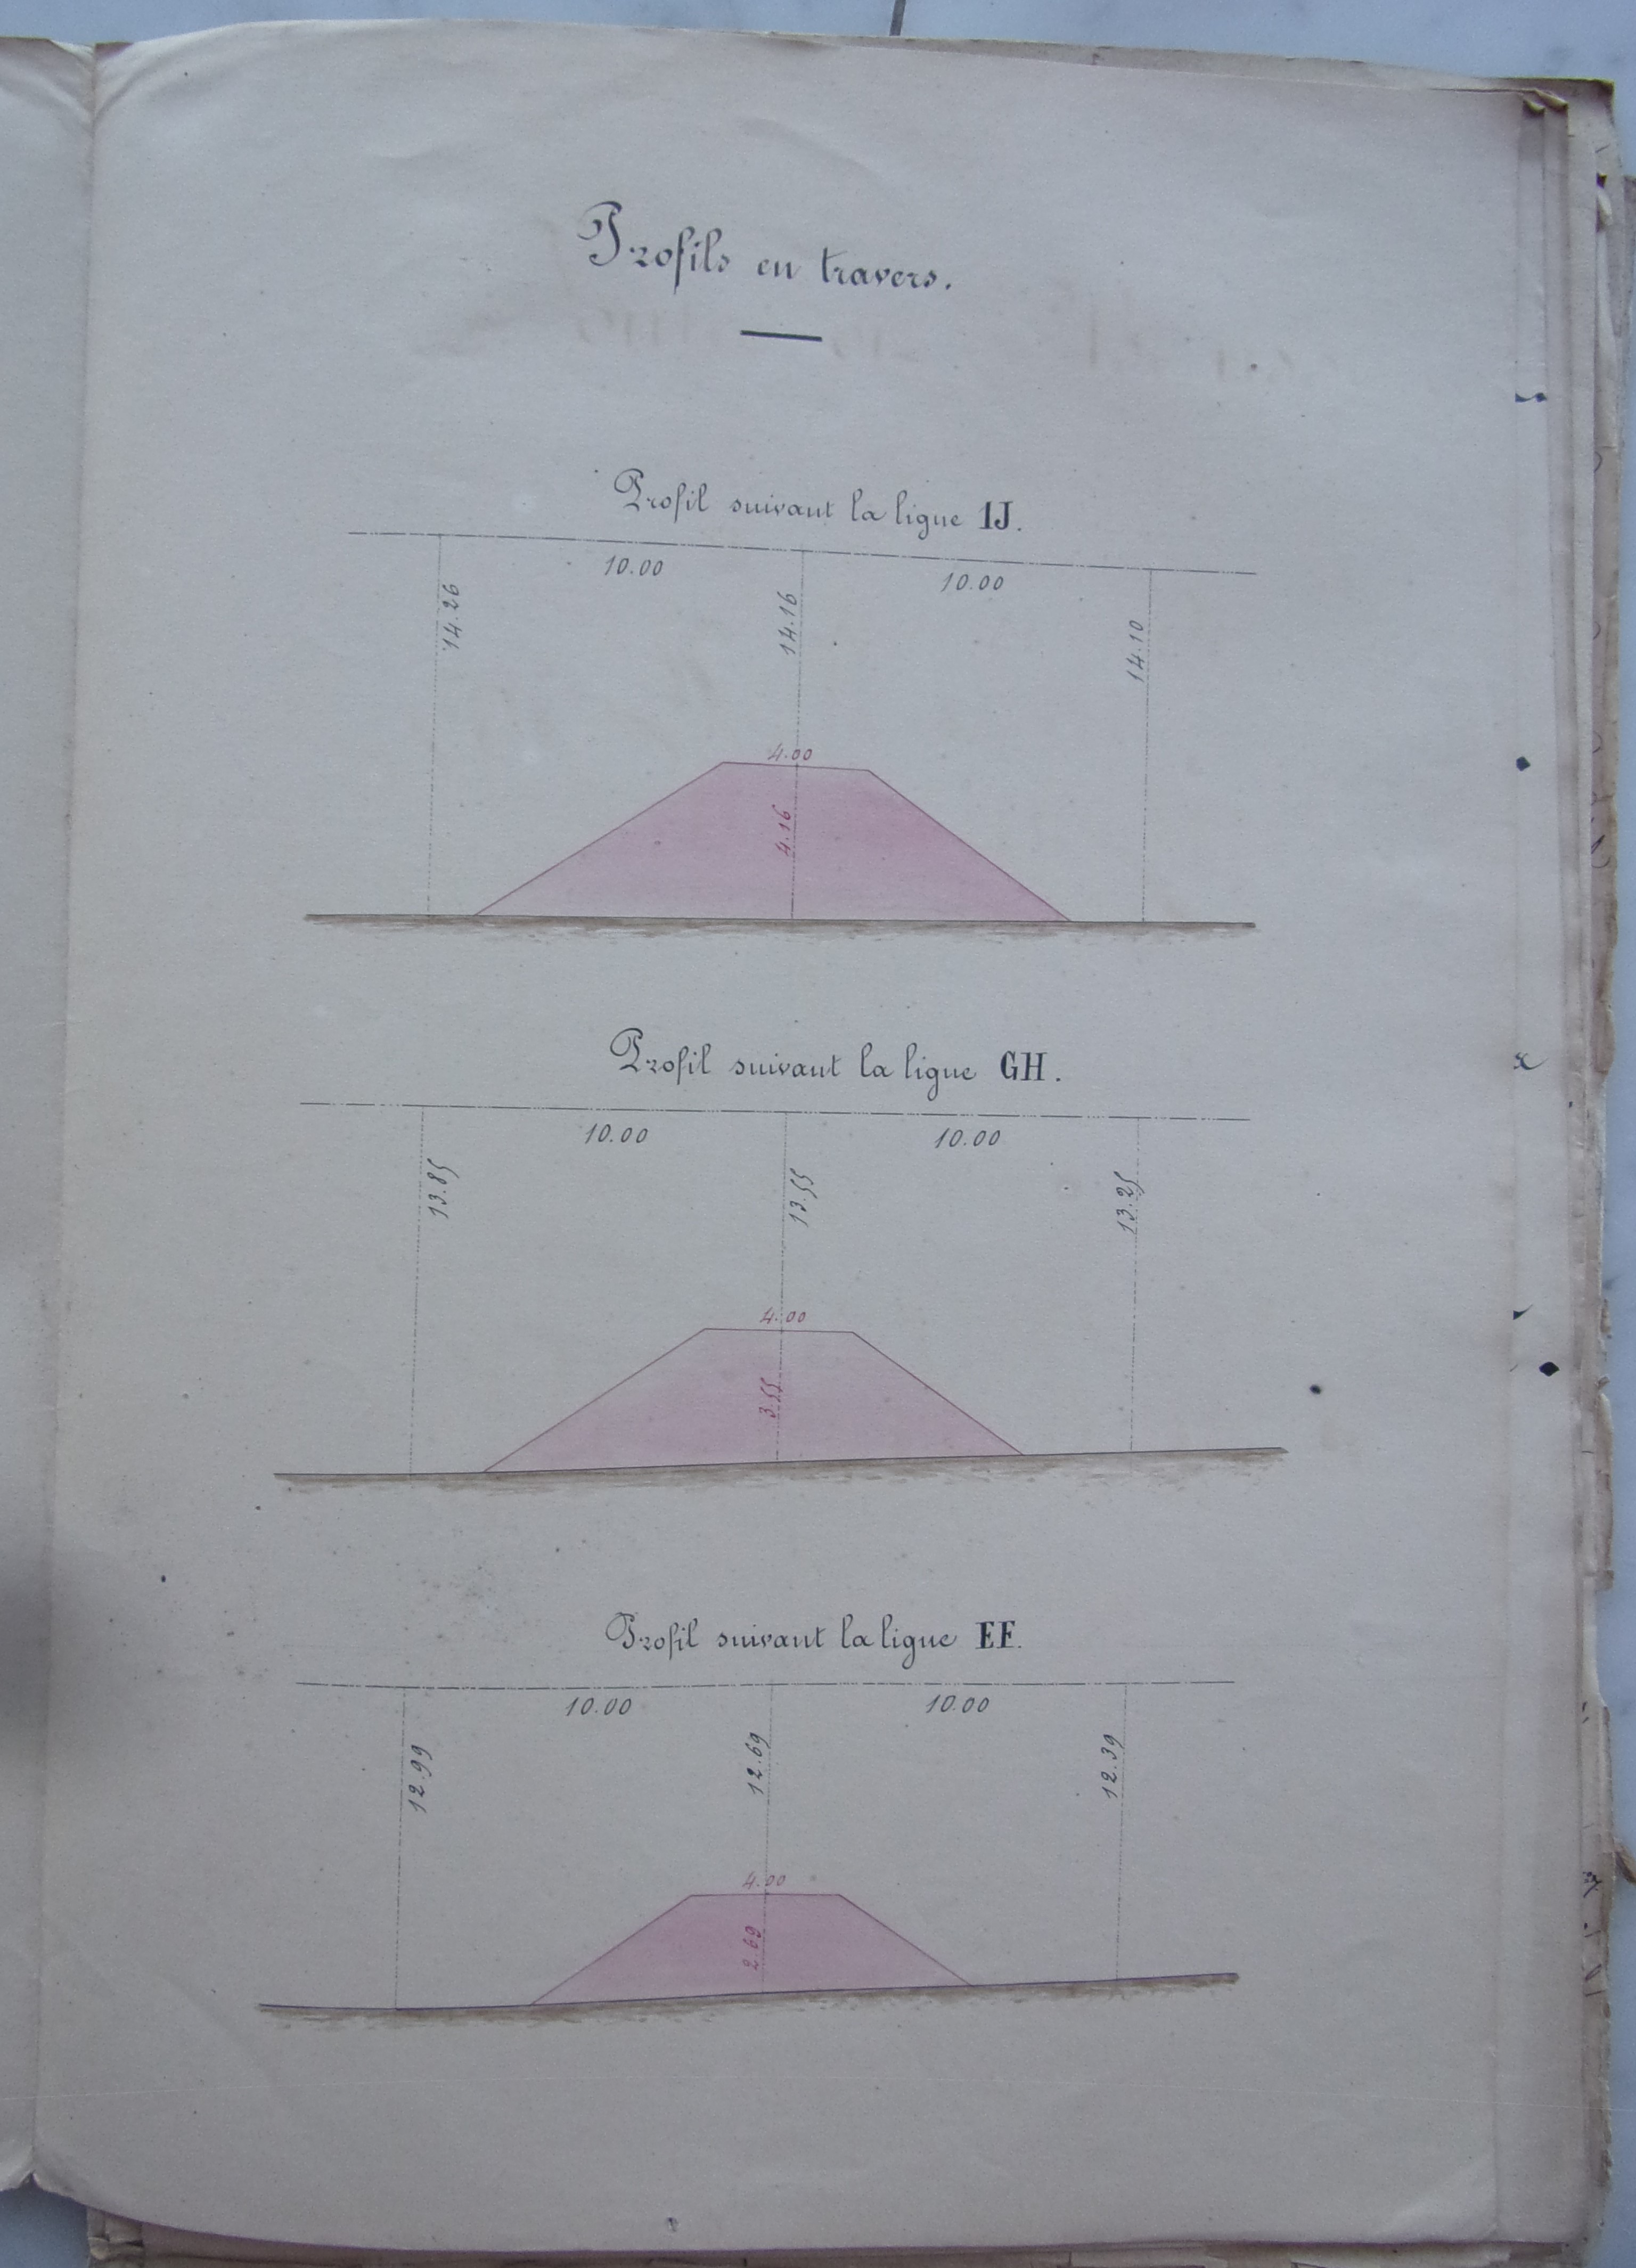 Profils en travers.
Profil suivant la ligne IJ.
10.00 10.00
14.26 14.16 14.10
4.00
4.16
Profil suivant la ligne GH.
10.00 10.00
13.85 13.55 13.25
4.00
3.55
Profil suivant la ligne EF.
10.00 10.00
12.99 12.69 12.39
4.00
2.69